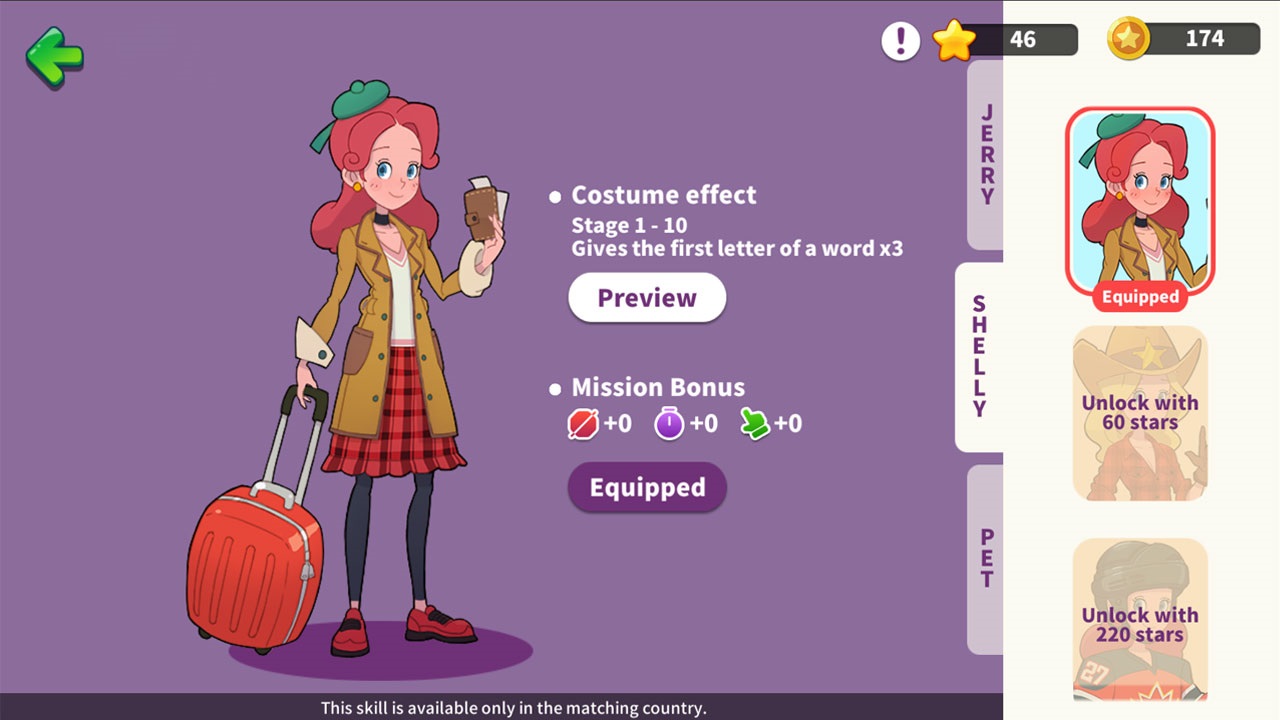 46
174
JERRY
SHELLY
PET
Costume effect
Stage 1 - 10
Gives the first letter of a word x3
Preview
Mission Bonus
+0 +0 +0
Equipped
Equipped
Unlock with
60 stars
Unlock with
220 stars
27
This skill is available only in the matching country.